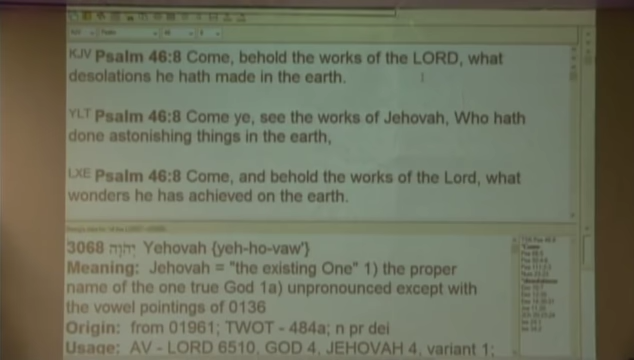 KJV Psalm 46:8 Come, behold the works of the LORD, what
desolations he hath made in the earth.
YLT Psalm 46:8 Come ye, see the works of Jehovah, Who hath
done astonishing things in the earth,
LXE Psalm 46:8 Come, and behold the works of the Lord, what
wonders he has achieved on the earth.
3068 יְהֹוָה Yehovah {yeh-ho-vaw'}
Meaning: Jehovah = "the existing One" 1) the proper
name of the one true God 1a) unpronounced except with
the vowel pointings of 0136
Origin: from 01961; TWOT - 484a; n pr dei
Usage: AV - LORD 6510, GOD 4, JEHOVAH 4, variant 1;